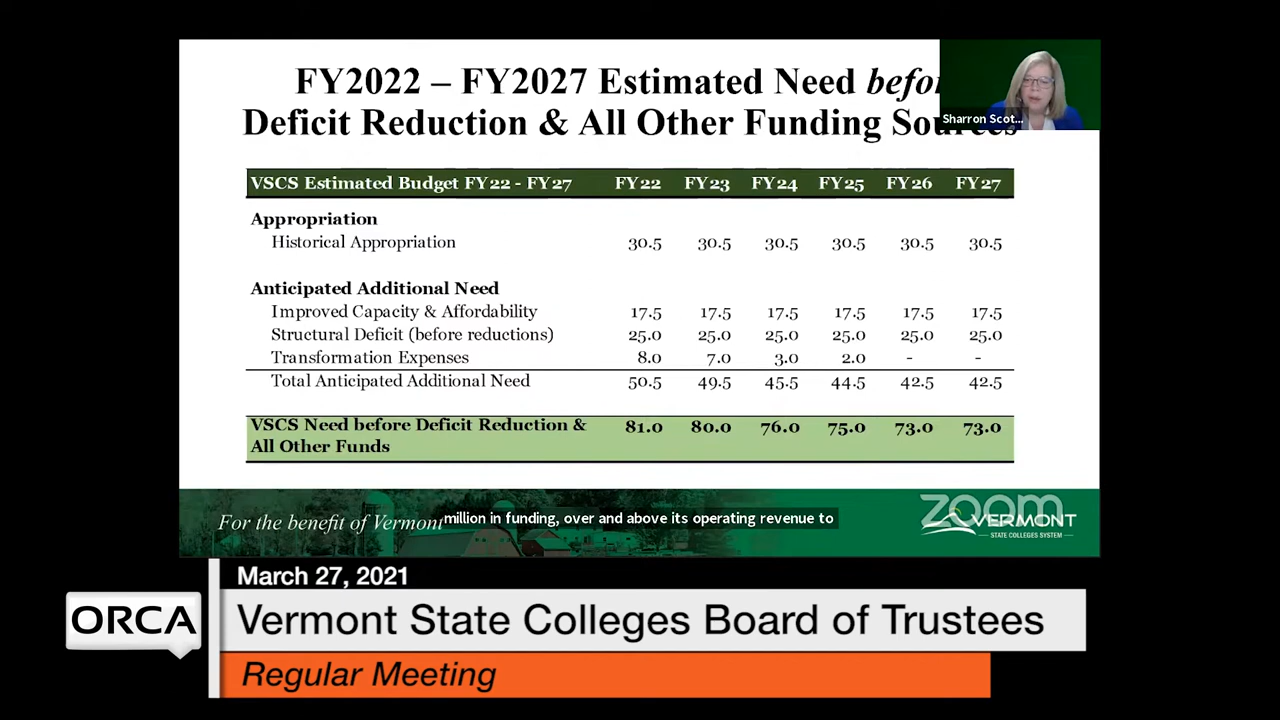 FY2022 – FY2027 Estimated Need before
Deficit Reduction & All Other Funding Sources
Sharron Scot...
VSCS Estimated Budget FY22 - FY27 FY22 FY23 FY24 FY25 FY26 FY27
Appropriation
Historical Appropriation 30.5 30.5 30.5 30.5 30.5 30.5
Anticipated Additional Need
Improved Capacity & Affordability 17.5 17.5 17.5 17.5 17.5 17.5
Structural Deficit (before reductions) 25.0 25.0 25.0 25.0 25.0 25.0
Transformation Expenses 8.0 7.0 3.0 2.0 - -
Total Anticipated Additional Need 50.5 49.5 45.5 44.5 42.5 42.5
VSCS Need before Deficit Reduction & 81.0 80.0 76.0 75.0 73.0 73.0
All Other Funds
For the benefit of Vermont
million in funding, over and above its operating revenue to
zoom
VERMONT
STATE COLLEGES SYSTEM
March 27, 2021
ORCA
Vermont State Colleges Board of Trustees
Regular Meeting